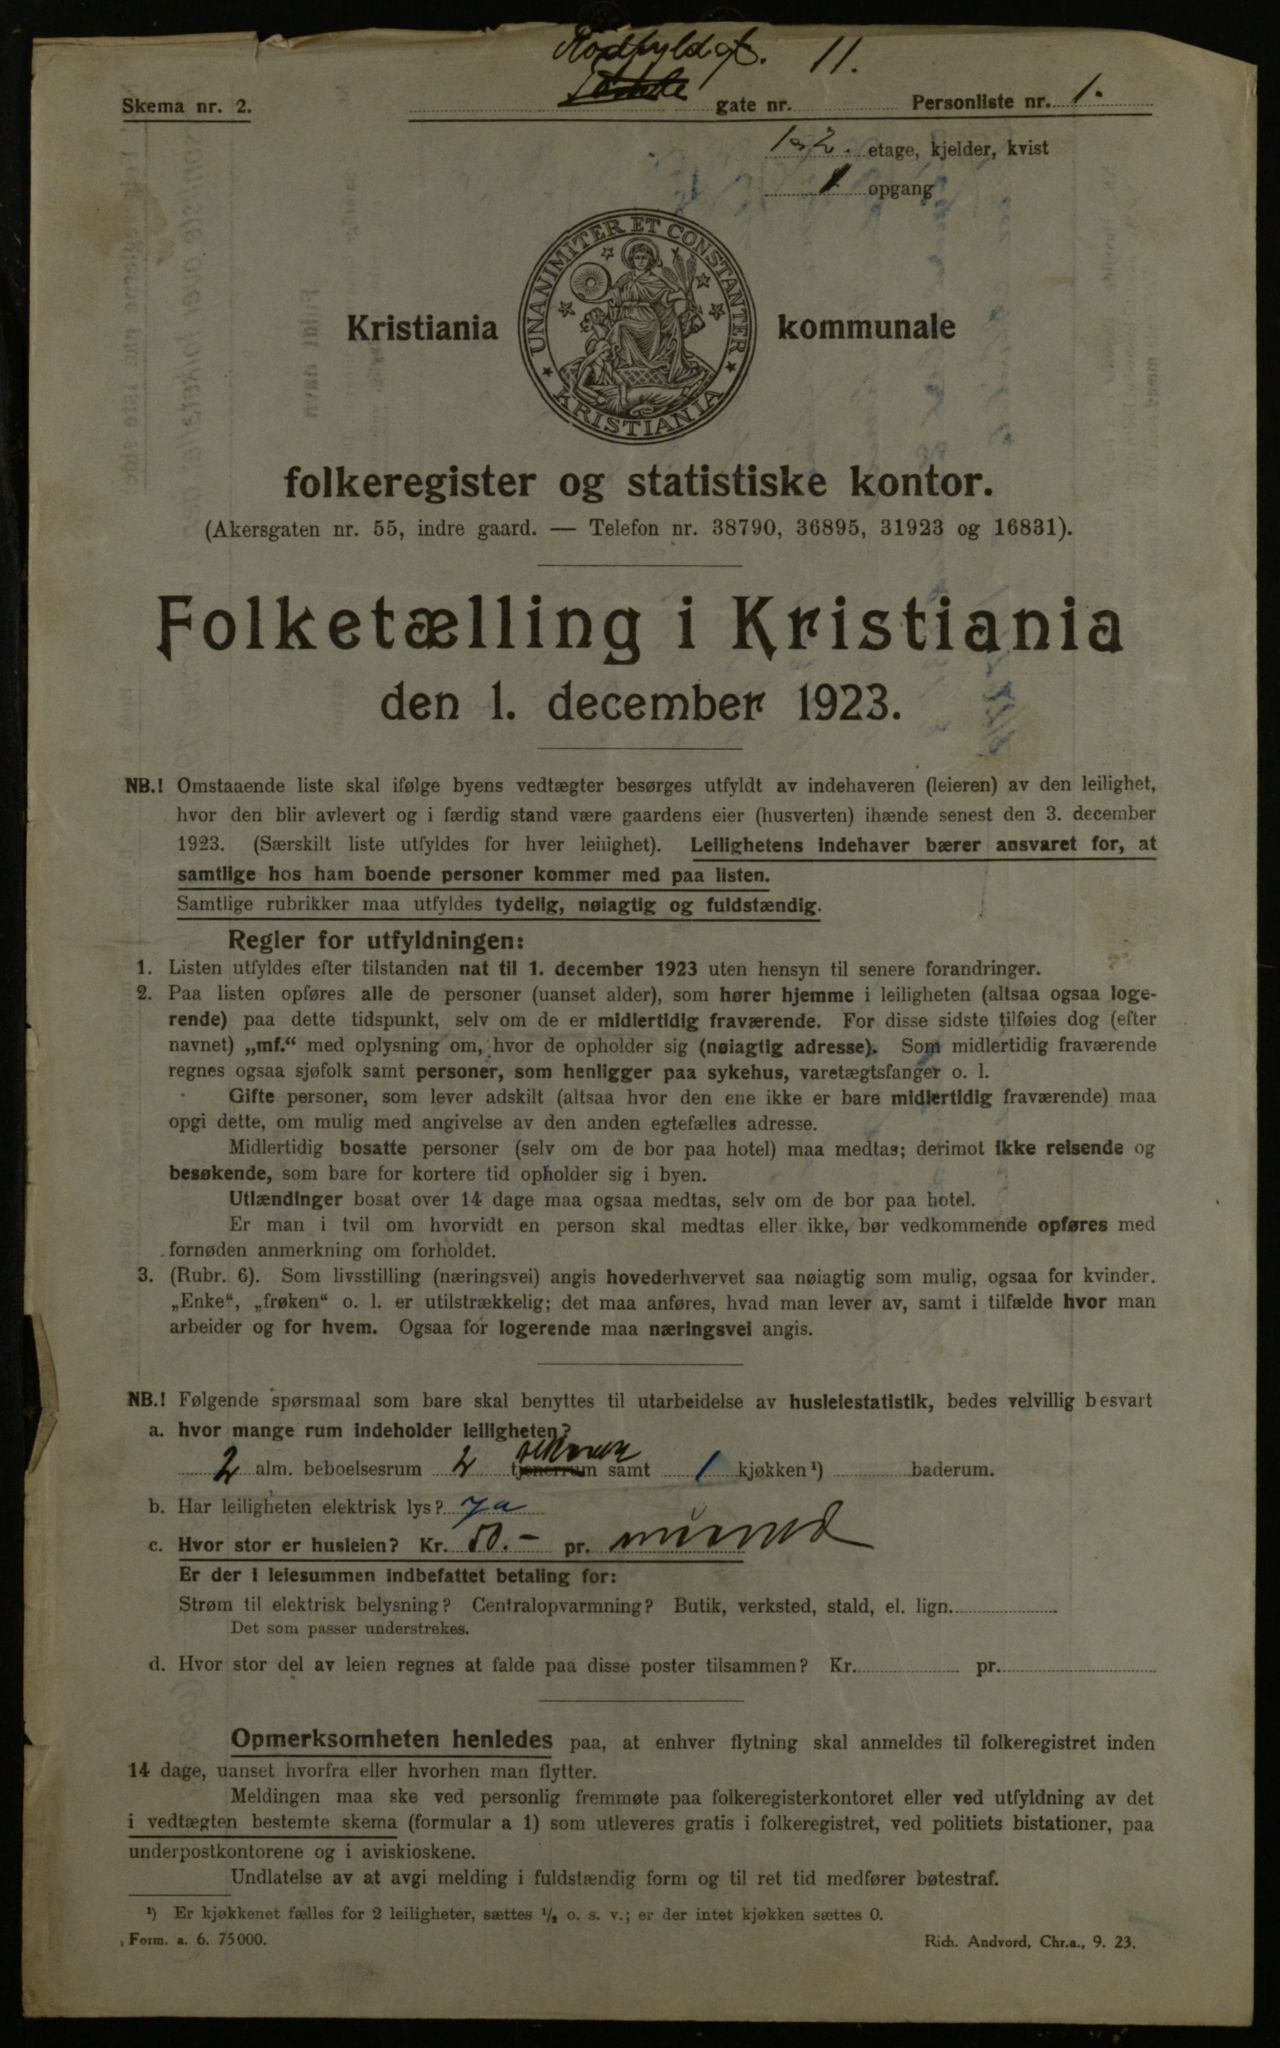 Rodfyldgt. 11.
Skema nr. 2. gate nr. Personliste nr. 1.
1 og 2. etage, kjelder, kvist
1 opgang
UNANIMITER ET CONSTANTER
KRISTIANIA
Kristiania kommunale
folkeregister og statistiske kontor.
(Akersgaten nr. 55, indre gaard. — Telefon nr. 38790, 36895, 31923 og 16831).
Folketælling i Kristiania
den 1. december 1923.
NB.! Omstaaende liste skal ifølge byens vedtægter besørges utfyldt av indehaveren (leieren) av den leilighet,
hvor den blir avlevert og i færdig stand være gaardens eier (husverten) ihænde senest den 3. december
1923. (Særskilt liste utfyldes for hver leilighet). Leilighetens indehaver bærer ansvaret for, at
samtlige hos ham boende personer kommer med paa listen.
Samtlige rubrikker maa utfyldes tydelig, nøiagtig og fuldstændig.
Regler for utfyldningen:
1. Listen utfyldes efter tilstanden nat til 1. december 1923 uten hensyn til senere forandringer.
2. Paa listen opføres alle de personer (uanset alder), som hører hjemme i leiligheten (altsaa ogsaa loge-
rende) paa dette tidspunkt, selv om de er midlertidig fraværende. For disse sidste tilføies dog (efter
navnet) „mf.“ med oplysning om, hvor de opholder sig (nøiagtig adresse). Som midlertidig fraværende
regnes ogsaa sjøfolk samt personer, som henligger paa sykehus, varetægtsfanger o. l.
Gifte personer, som lever adskilt (altsaa hvor den ene ikke er bare midlertidig fraværende) maa
opgi dette, om mulig med angivelse av den anden egtefælles adresse.
Midlertidig bosatte personer (selv om de bor paa hotel) maa medtas; derimot ikke reisende og
besøkende, som bare for kortere tid opholder sig i byen.
Utlændinger bosat over 14 dage maa ogsaa medtas, selv om de bor paa hotel.
Er man i tvil om hvorvidt en person skal medtas eller ikke, bør vedkommende opføres med
fornøden anmerkning om forholdet.
3. (Rubr. 6). Som livsstilling (næringsvei) angis hovederhvervet saa nøiagtig som mulig, ogsaa for kvinder.
„Enke“, „frøken“ o. l. er utilstrækkelig; det maa anføres, hvad man lever av, samt i tilfælde hvor man
arbeider og for hvem. Ogsaa for logerende maa næringsvei angis.
NB.! Følgende spørsmaal som bare skal benyttes til utarbeidelse av husleiestatistik, bedes velvillig besvart
a. hvor mange rum indeholder leiligheten?
2 alm. beboelsesrum 2 tjenerrum samt 1 kjøkken ¹) baderum.
b. Har leiligheten elektrisk lys? Ja
c. Hvor stor er husleien? Kr. 50.– pr. mɑaned
Er der i leiesummen indbefattet betaling for:
Strøm til elektrisk belysning? Centralopvarmning? Butik, verksted, stald, el. lign.
Det som passer understrekes.
d. Hvor stor del av leien regnes at falde paa disse poster tilsammen? Kr. pr.
Opmerksomheten henledes paa, at enhver flytning skal anmeldes til folkeregistret inden
14 dage, uanset hvorfra eller hvorhen man flytter.
Meldingen maa ske ved personlig fremmøte paa folkeregisterkontoret eller ved utfyldning av det
i vedtægten bestemte skema (formular a 1) som utleveres gratis i folkeregistret, ved politiets bistationer, paa
underpostkontorene og i aviskioskene.
Undlatelse av at avgi melding i fuldstændig form og til ret tid medfører bøtestraf.
¹) Er kjøkkenet fælles for 2 leiligheter, sættes ½ o. s. v.; er der intet kjøkken sættes 0.
Form. a. 6. 75000. Rich. Andvord, Chr.a., 9. 23.